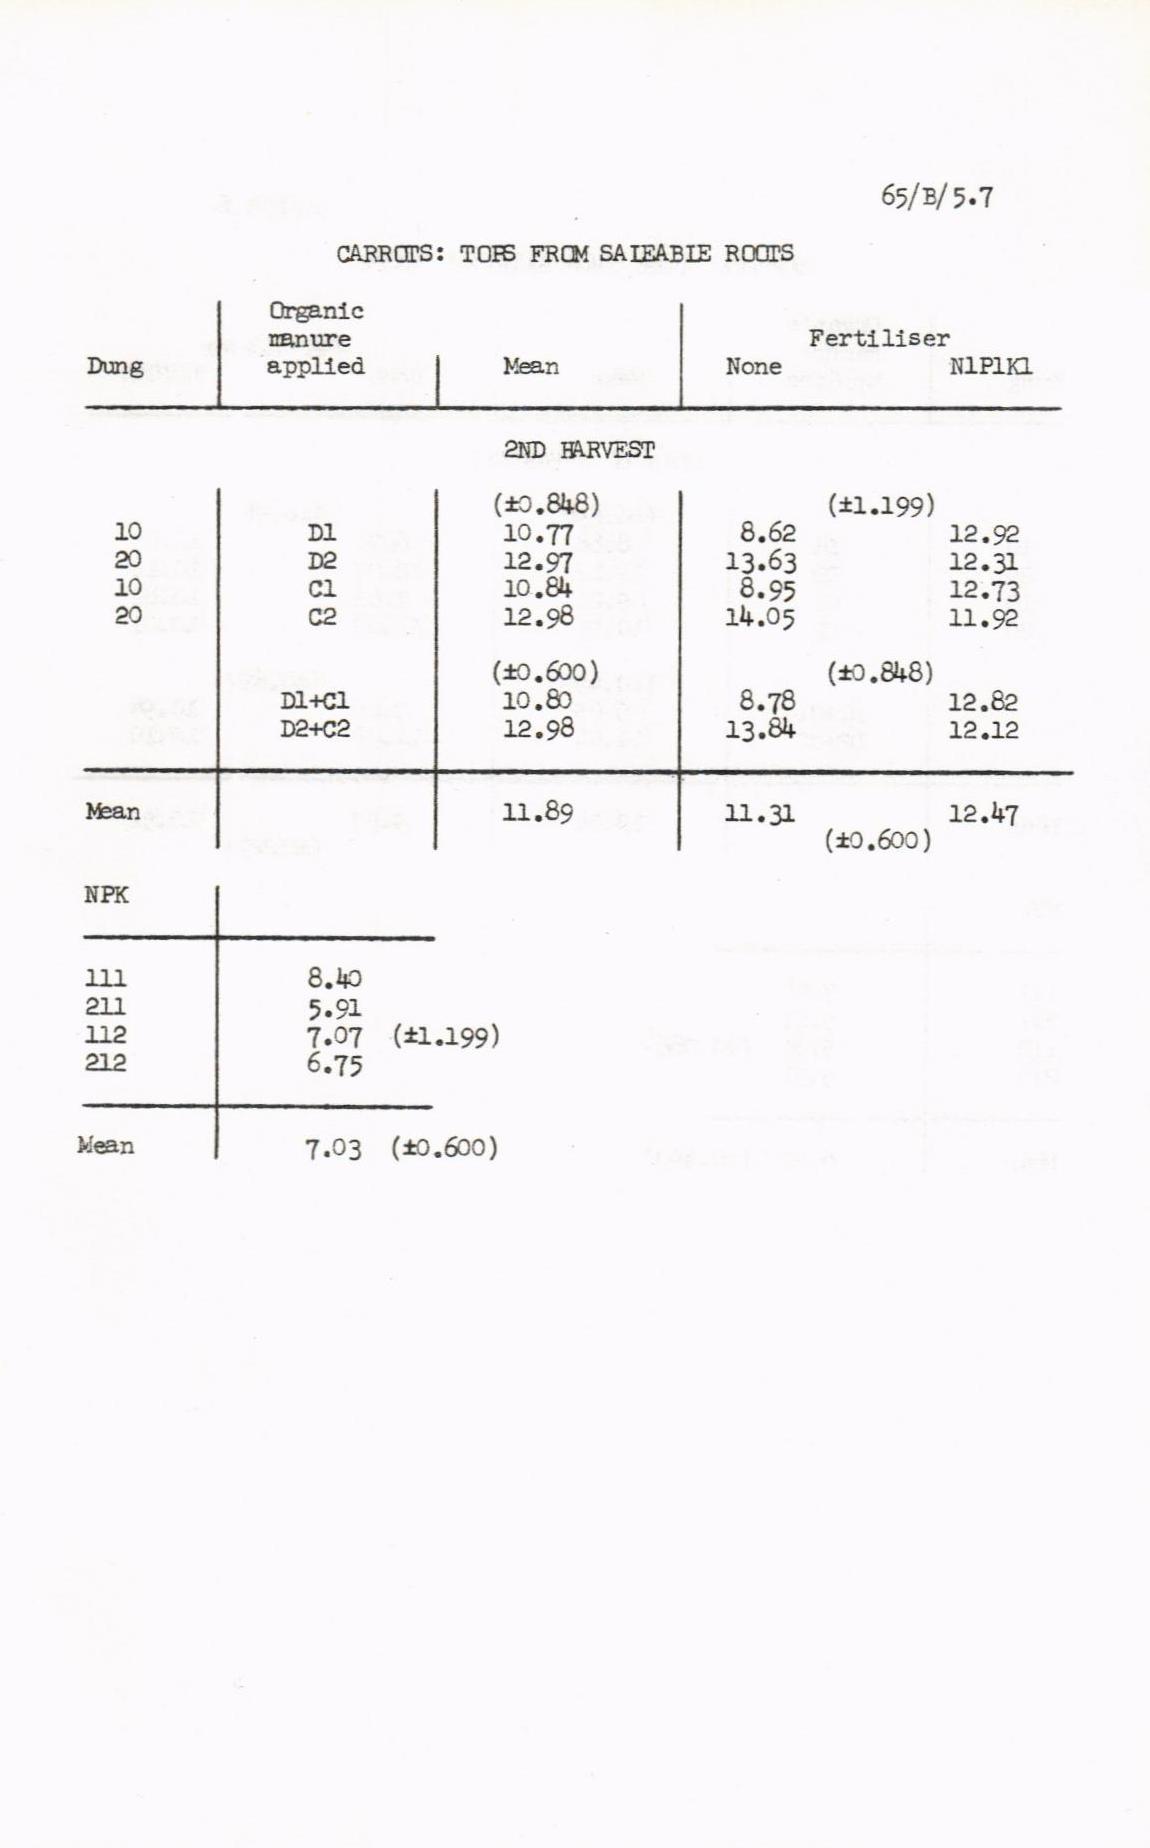 65/B/5.7
CARROTS: TOPS FROM SALEABLE ROOTS
Organic
manure Fertiliser
Dung applied Mean None N1P1K1
2ND HARVEST
(±0.848) (±1.199)
10 D1 10.77 8.62 12.92
20 D2 12.97 13.63 12.31
10 C1 10.84 8.95 12.73
20 C2 12.98 14.05 11.92
(±0.600) (±0.848)
D1+C1 10.80 8.78 12.82
D2+C2 12.98 13.84 12.12
Mean 11.89 11.31 12.47
(±0.600)
NPK
111 8.40
211 5.91
112 7.07 (±1.199)
212 6.75
Mean 7.03 (±0.600)